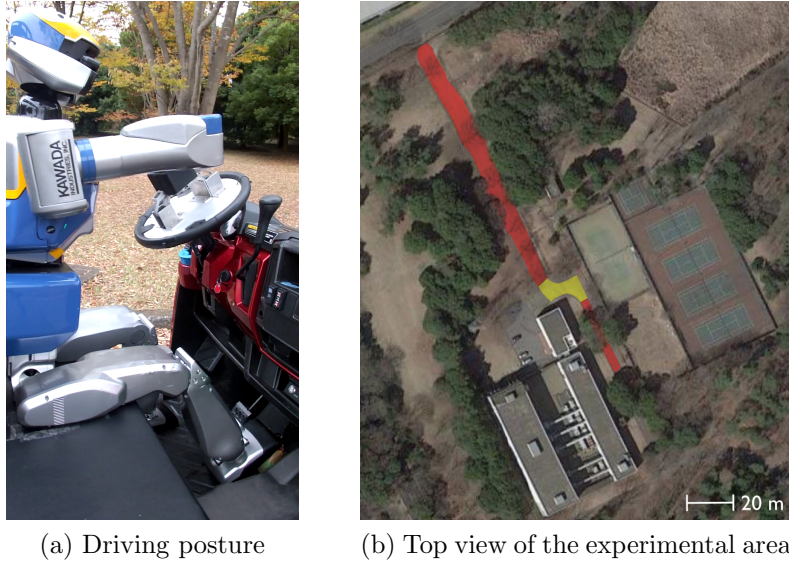 KAWADA
INDUSTRIES, INC.
20 m
(a) Driving posture
(b) Top view of the experimental area